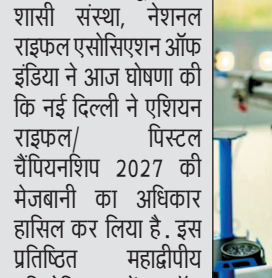 शासी संस्था, नेशनल
राइफल एसोसिएशन ऑफ
इंडिया ने आज घोषणा की
कि नई दिल्ली ने एशियन
राइफल/ पिस्टल
चैंपियनशिप 2027 की
मेजबानी का अधिकार
हासिल कर लिया है. इस
प्रतिष्ठित महाद्वीपीय